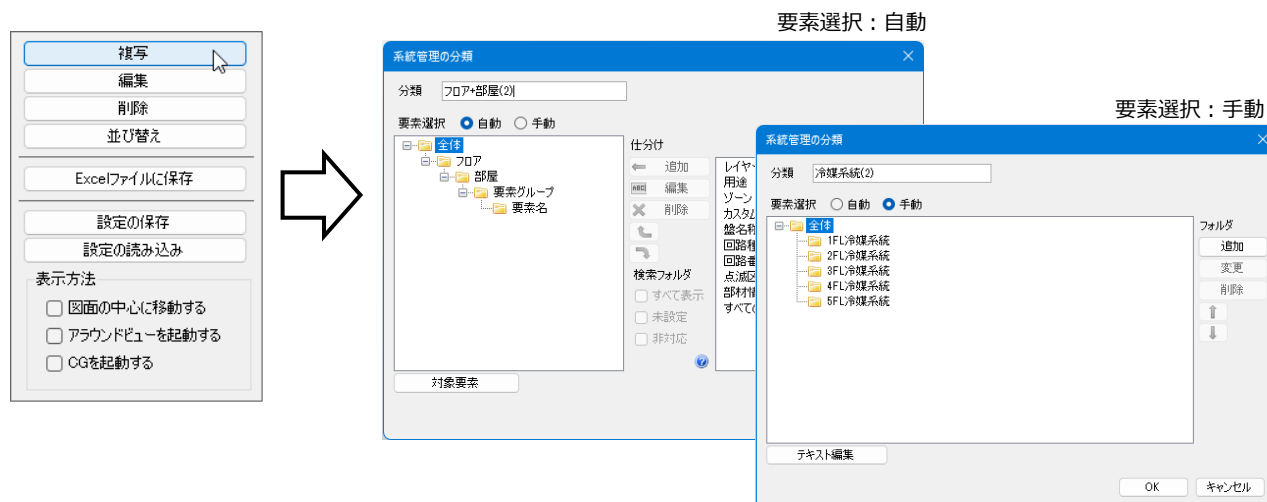 要素選択：自動
複写
編集
削除
並び替え
Excelファイルに保存
設定の保存
設定の読み込み
表示方法
図面の中心に移動する
アラウンドビューを起動する
CGを起動する
系統管理の分類
分類 フロア+部屋(2)
要素選択 自動 手動
全体
フロア
部屋
要素グループ
要素名
仕分け
追加
編集
削除
検索フォルダ
すべて表示
未設定
非対応
レイヤ
用途
ゾーン
カスタム
盤名称
回路種
回路番
点滅区
部材情
すべての
対象要素
要素選択：手動
系統管理の分類
分類 冷媒系統(2)
要素選択 自動 手動
全体
1FL冷媒系統
2FL冷媒系統
3FL冷媒系統
4FL冷媒系統
5FL冷媒系統
フォルダ
追加
変更
削除
テキスト編集
OK キャンセル